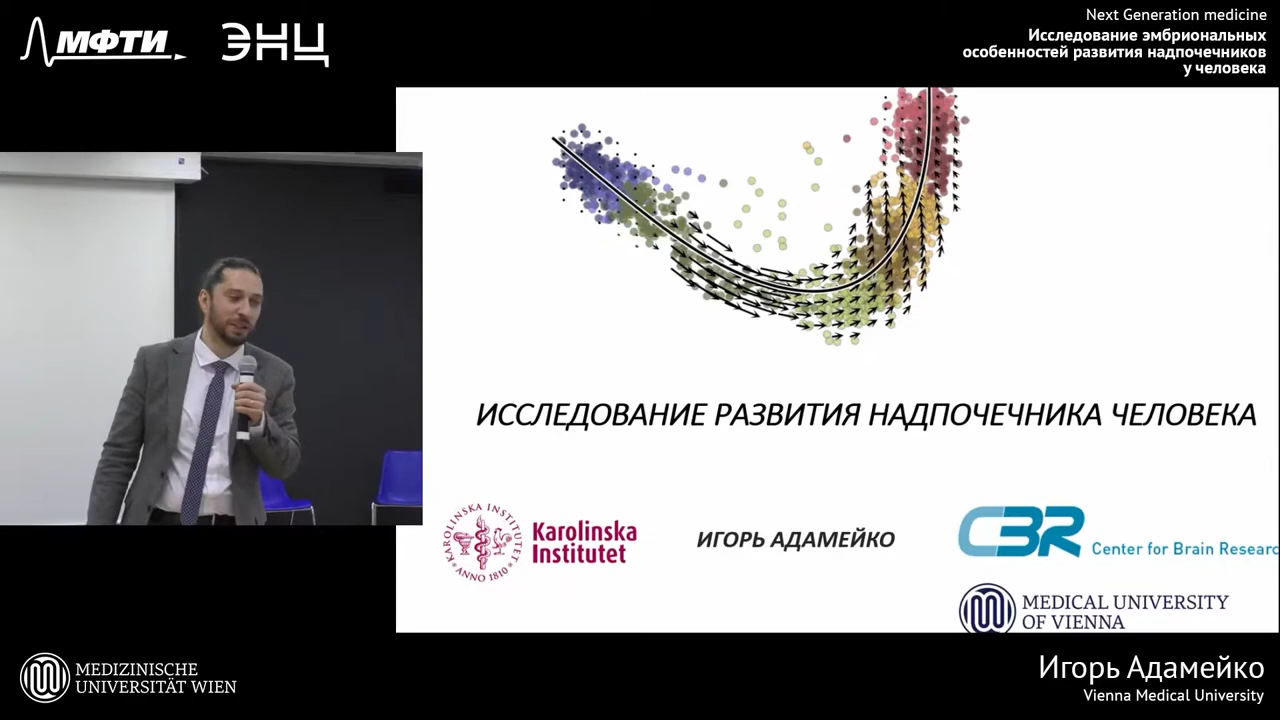 МФТИ
ЭНЦ
Next Generation medicine
Исследование эмбриональных
особенностей развития надпочечников
у человека
ИССЛЕДОВАНИЕ РАЗВИТИЯ НАДПОЧЕЧНИКА ЧЕЛОВЕКА
KAROLINSKA INSTITUTET
ANNO 1810
Karolinska
Institutet
ИГОРЬ АДАМЕЙКО
CBR
Center for Brain Researc
MEDICAL UNIVERSITY
OF VIENNA
MEDIZINISCHE
UNIVERSITÄT WIEN
Игорь Адамейко
Vienna Medical University